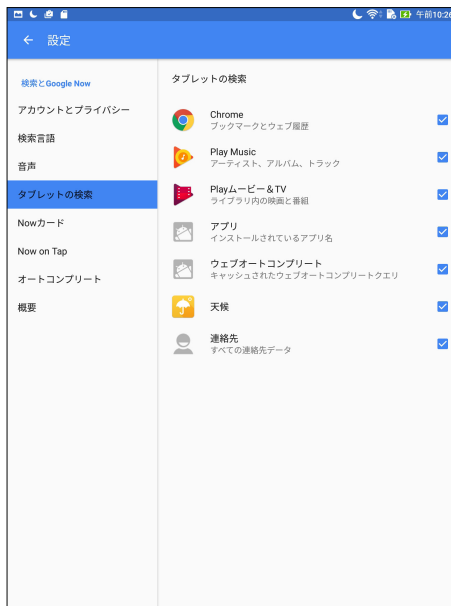 午前10:26
設定
検索とGoogle Now
アカウントとプライバシー
検索言語
音声
タブレットの検索
Nowカード
Now on Tap
オートコンプリート
概要
タブレットの検索
Chrome
ブックマークとウェブ履歴
Play Music
アーティスト、アルバム、トラック
Playムービー＆TV
ライブラリ内の映画と番組
アプリ
インストールされているアプリ名
ウェブオートコンプリート
キャッシュされたウェブオートコンプリートクエリ
天候
連絡先
すべての連絡先データ